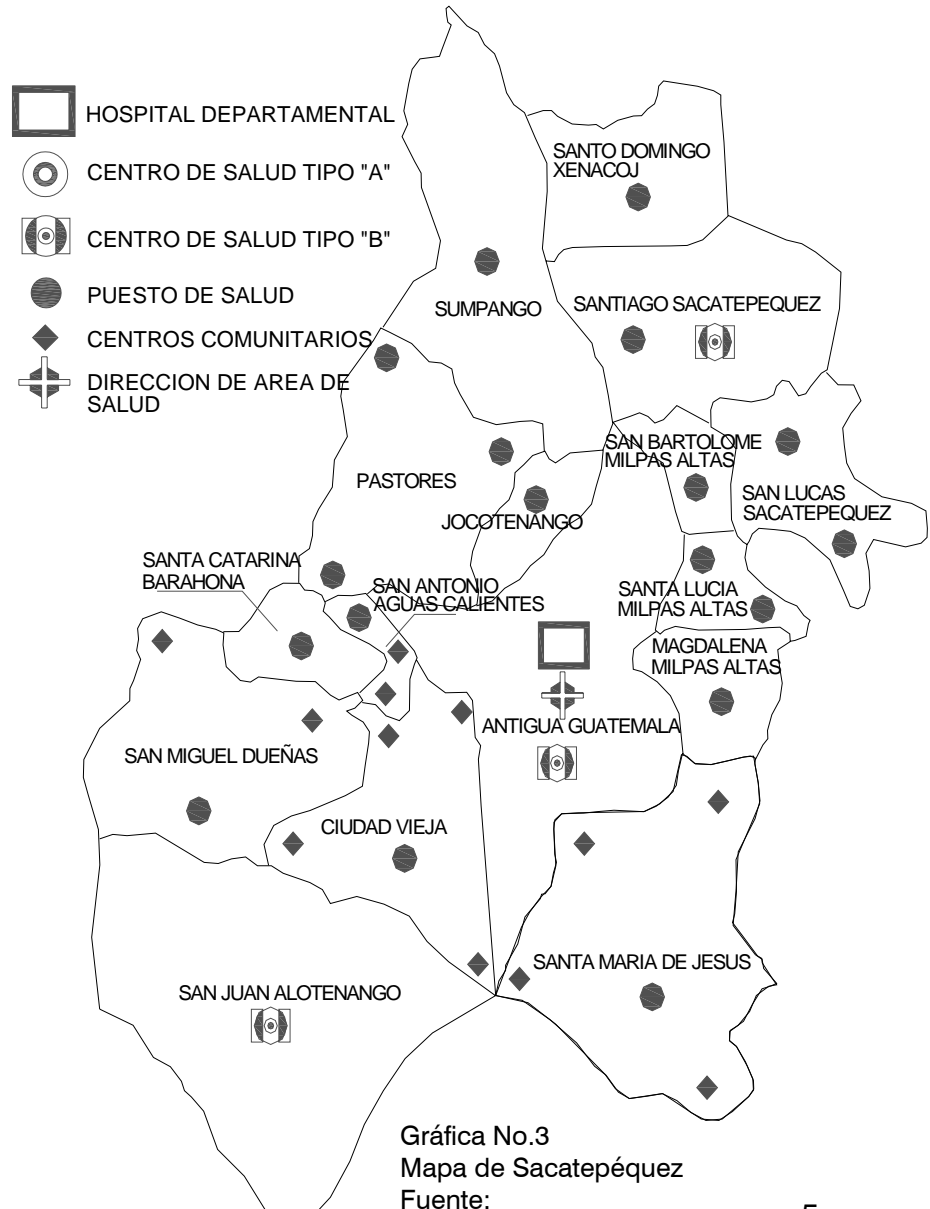 HOSPITAL DEPARTAMENTAL
CENTRO DE SALUD TIPO "A"
CENTRO DE SALUD TIPO "B"
PUESTO DE SALUD
CENTROS COMUNITARIOS
DIRECCION DE AREA DE
SALUD
SANTO DOMINGO
XENACOJ
SUMPANGO
SANTIAGO SACATEPEQUEZ
SAN BARTOLOME
MILPAS ALTAS
PASTORES
SAN LUCAS
SACATEPEQUEZ
JOCOTENANGO
SANTA CATARINA
BARAHONA
SAN ANTONIO
AGUAS CALIENTES
SANTA LUCIA
MILPAS ALTAS
MAGDALENA
MILPAS ALTAS
ANTIGUA GUATEMALA
SAN MIGUEL DUEÑAS
CIUDAD VIEJA
SANTA MARIA DE JESUS
SAN JUAN ALOTENANGO
Gráfica No.3
Mapa de Sacatepéquez
Fuente: